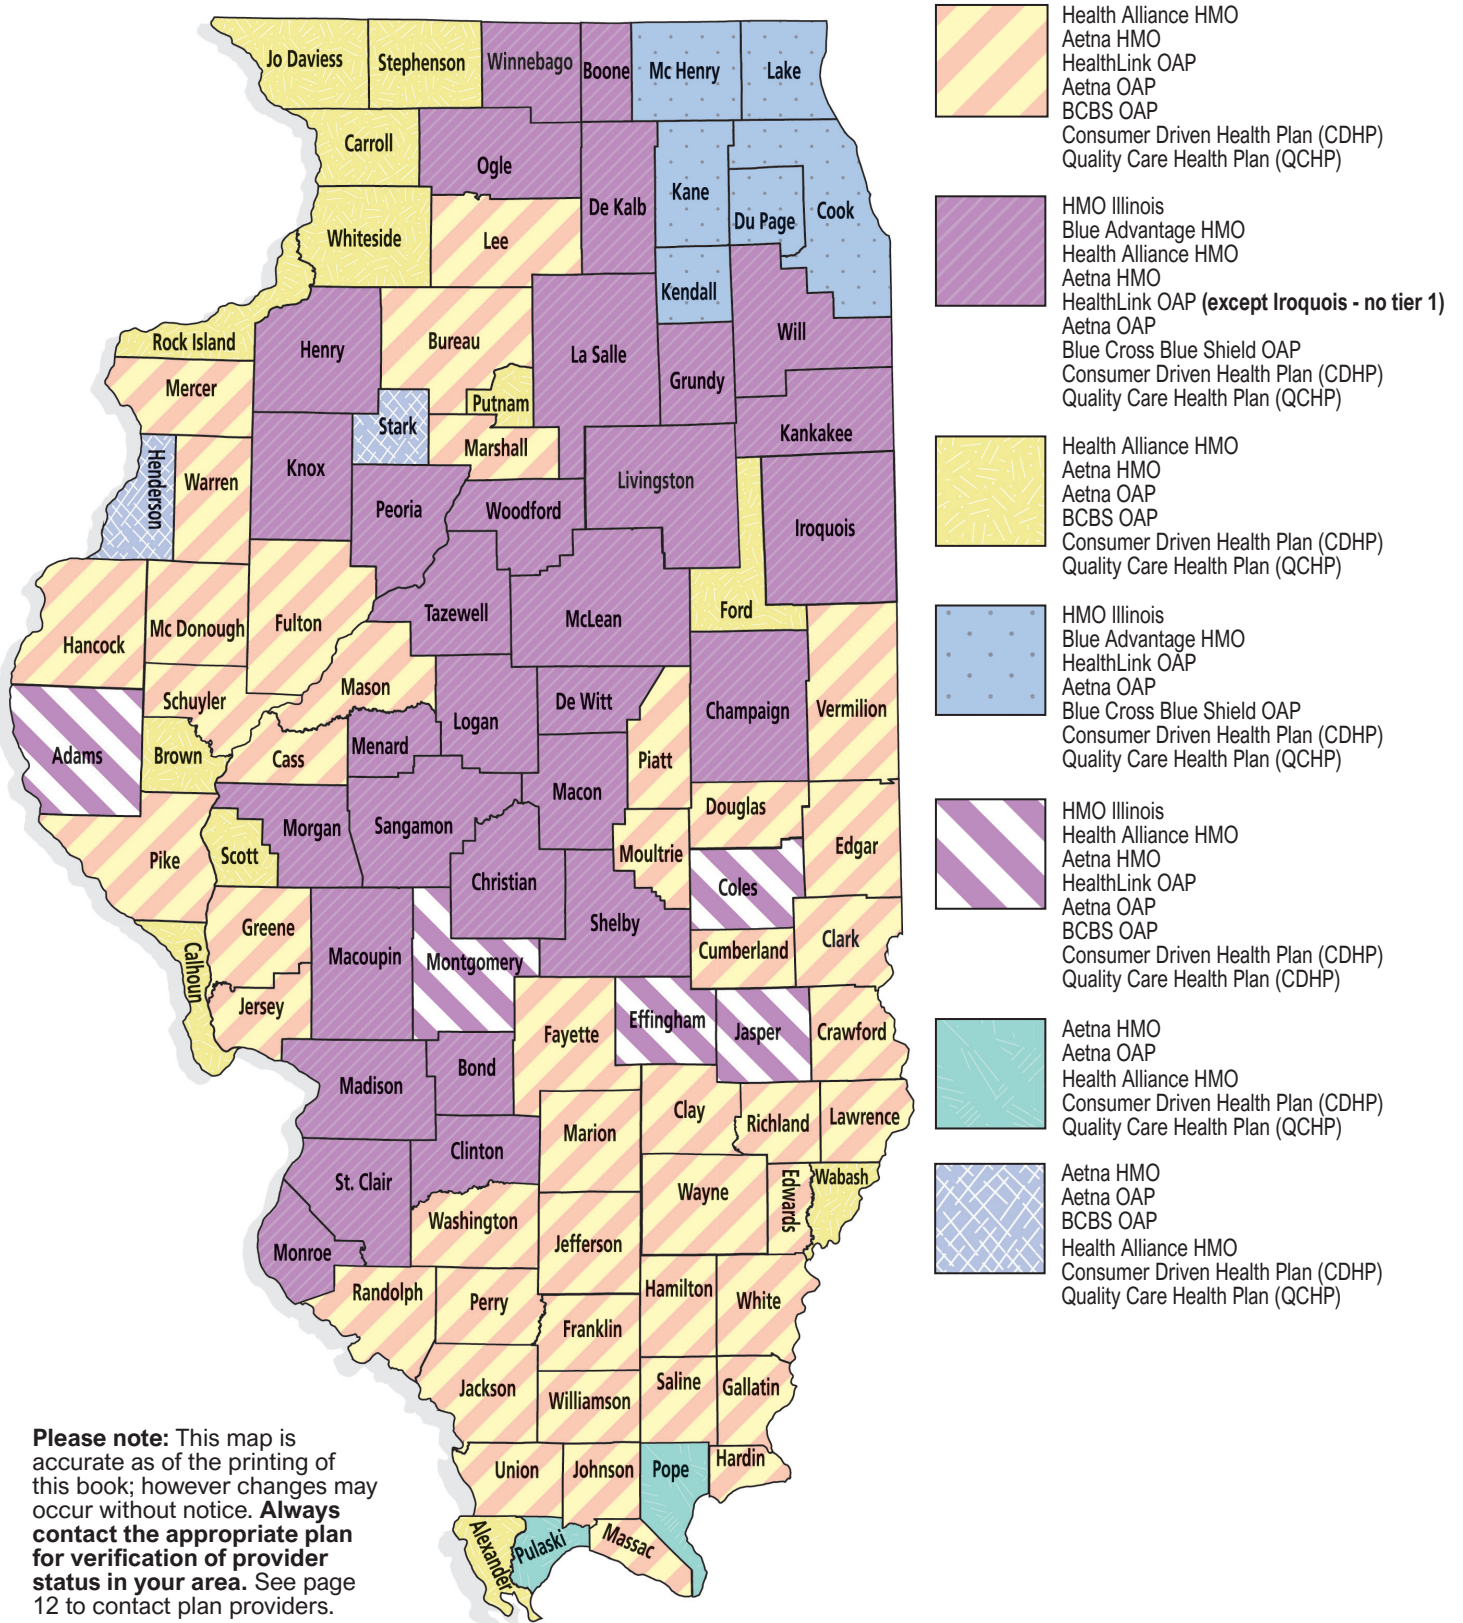 Jo Daviess
Stephenson
Winnebago
Boone
Mc Henry
Lake
Carroll
Ogle
De Kalb
Kane
Du Page
Cook
Whiteside
Lee
Kendall
Rock Island
Henry
Bureau
La Salle
Will
Grundy
Mercer
Putnam
Stark
Kankakee
Marshall
Henderson
Warren
Knox
Livingston
Peoria
Woodford
Iroquois
Tazewell
McLean
Ford
Hancock
Mc Donough
Fulton
Schuyler
Mason
Logan
De Witt
Champaign
Vermilion
Adams
Brown
Cass
Menard
Piatt
Macon
Douglas
Morgan
Sangamon
Pike
Scott
Moultrie
Edgar
Christian
Coles
Greene
Shelby
Macoupin
Montgomery
Cumberland
Clark
Calhoun
Jersey
Fayette
Effingham
Jasper
Crawford
Madison
Bond
Clay
Richland
Lawrence
Marion
Clinton
St. Clair
Wayne
Edwards
Wabash
Washington
Jefferson
Monroe
Randolph
Perry
Hamilton
White
Franklin
Jackson
Williamson
Saline
Gallatin
Union
Johnson
Pope
Hardin
Alexander
Pulaski
Massac
Health Alliance HMO
Aetna HMO
HealthLink OAP
Aetna OAP
BCBS OAP
Consumer Driven Health Plan (CDHP)
Quality Care Health Plan (QCHP)
HMO Illinois
Blue Advantage HMO
Health Alliance HMO
Aetna HMO
HealthLink OAP (except Iroquois - no tier 1)
Aetna OAP
Blue Cross Blue Shield OAP
Consumer Driven Health Plan (CDHP)
Quality Care Health Plan (QCHP)
Health Alliance HMO
Aetna HMO
Aetna OAP
BCBS OAP
Consumer Driven Health Plan (CDHP)
Quality Care Health Plan (QCHP)
HMO Illinois
Blue Advantage HMO
HealthLink OAP
Aetna OAP
Blue Cross Blue Shield OAP
Consumer Driven Health Plan (CDHP)
Quality Care Health Plan (QCHP)
HMO Illinois
Health Alliance HMO
Aetna HMO
HealthLink OAP
Aetna OAP
BCBS OAP
Consumer Driven Health Plan (CDHP)
Quality Care Health Plan (CDHP)
Aetna HMO
Aetna OAP
Health Alliance HMO
Consumer Driven Health Plan (CDHP)
Quality Care Health Plan (QCHP)
Aetna HMO
Aetna OAP
BCBS OAP
Health Alliance HMO
Consumer Driven Health Plan (CDHP)
Quality Care Health Plan (QCHP)
Please note: This map is
accurate as of the printing of
this book; however changes may
occur without notice. Always
contact the appropriate plan
for verification of provider
status in your area. See page
12 to contact plan providers.